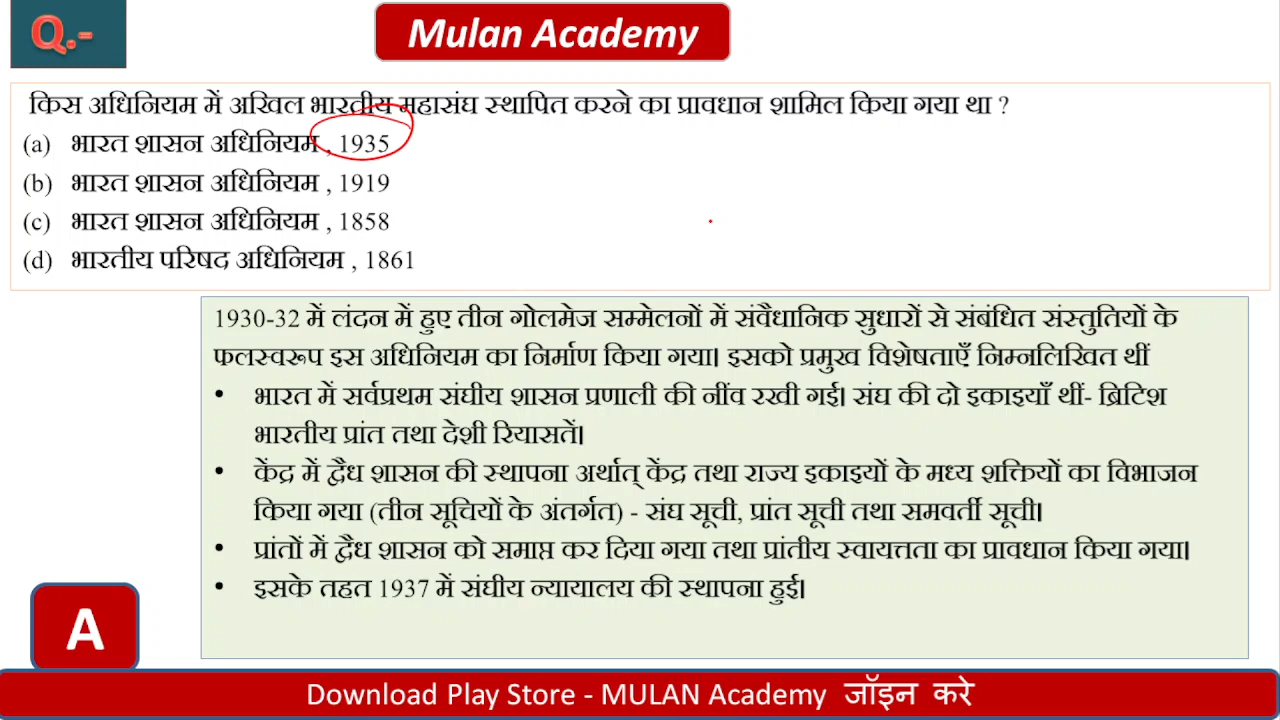 Q.-
Mulan Academy
किस अधिनियम में अखिल भारतीय महासंघ स्थापित करने का प्रावधान शामिल किया गया था ?
(a) भारत शासन अधिनियम , 1935
(b) भारत शासन अधिनियम , 1919
(c) भारत शासन अधिनियम , 1858
(d) भारतीय परिषद अधिनियम , 1861
1930-32 में लंदन में हुए तीन गोलमेज सम्मेलनों में संवैधानिक सुधारों से संबंधित संस्तुतियों के
फलस्वरूप इस अधिनियम का निर्माण किया गया। इसको प्रमुख विशेषताएँ निम्नलिखित थीं
• भारत में सर्वप्रथम संघीय शासन प्रणाली की नींव रखी गई। संघ की दो इकाइयाँ थीं- ब्रिटिश
भारतीय प्रांत तथा देशी रियासतें।
• केंद्र में द्वैध शासन की स्थापना अर्थात् केंद्र तथा राज्य इकाइयों के मध्य शक्तियों का विभाजन
किया गया (तीन सूचियों के अंतर्गत) - संघ सूची, प्रांत सूची तथा समवर्ती सूची।
• प्रांतों में द्वैध शासन को समाप्त कर दिया गया तथा प्रांतीय स्वायत्तता का प्रावधान किया गया।
• इसके तहत 1937 में संघीय न्यायालय की स्थापना हुई।
A
Download Play Store - MULAN Academy जॉइन करे